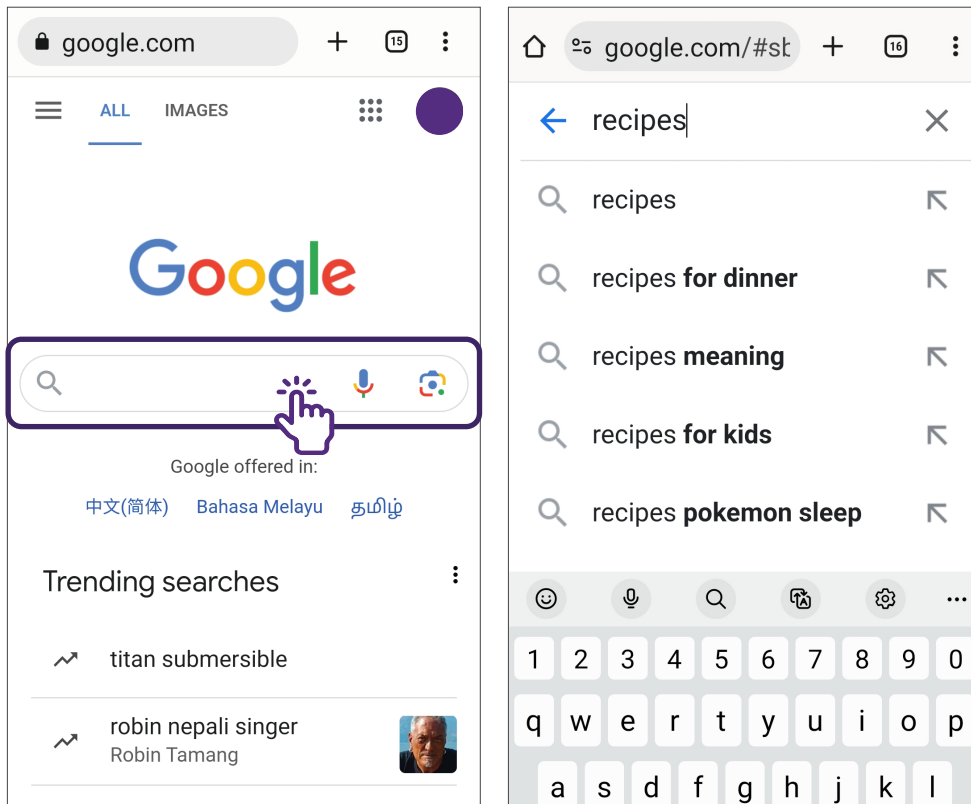 google.com
15
ALL IMAGES
Google
Google offered in:
中文(简体) Bahasa Melayu தமிழ்
Trending searches
titan submersible
robin nepali singer
Robin Tamang
google.com/#sb
16
recipes
recipes
recipes for dinner
recipes meaning
recipes for kids
recipes pokemon sleep
1 2 3 4 5 6 7 8 9 0
q w e r t y u i o p
a s d f g h j k l